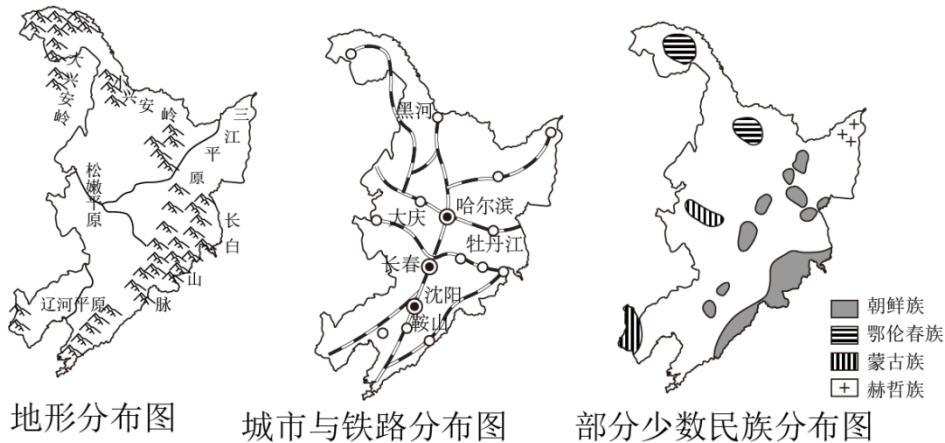 大兴安岭
小兴安岭
三江平原
松嫩平原
长白山脉
辽河平原
地形分布图
黑河
哈尔滨
大庆
牡丹江
长春
沈阳
鞍山
城市与铁路分布图
朝鲜族
鄂伦春族
蒙古族
赫哲族
部分少数民族分布图